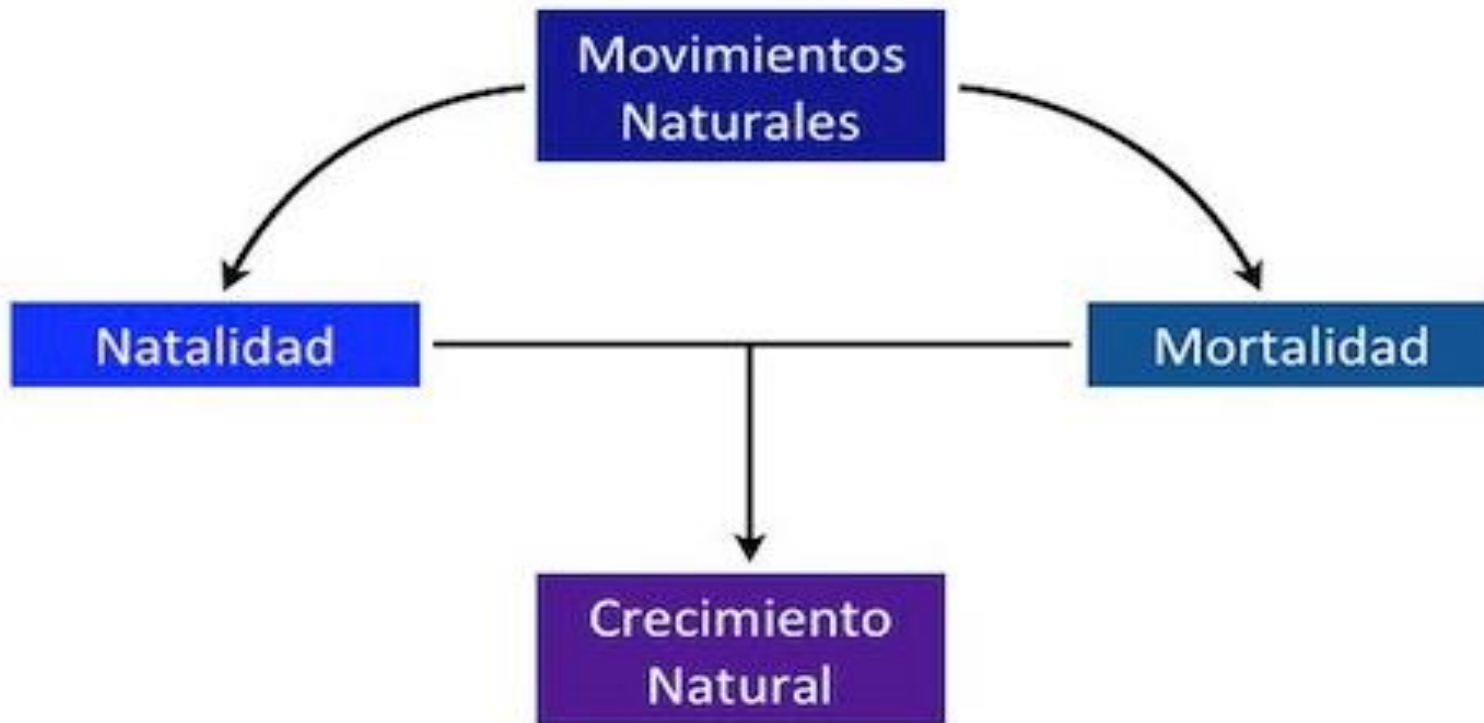 Movimientos
Naturales
Natalidad
Mortalidad
Crecimiento
Natural